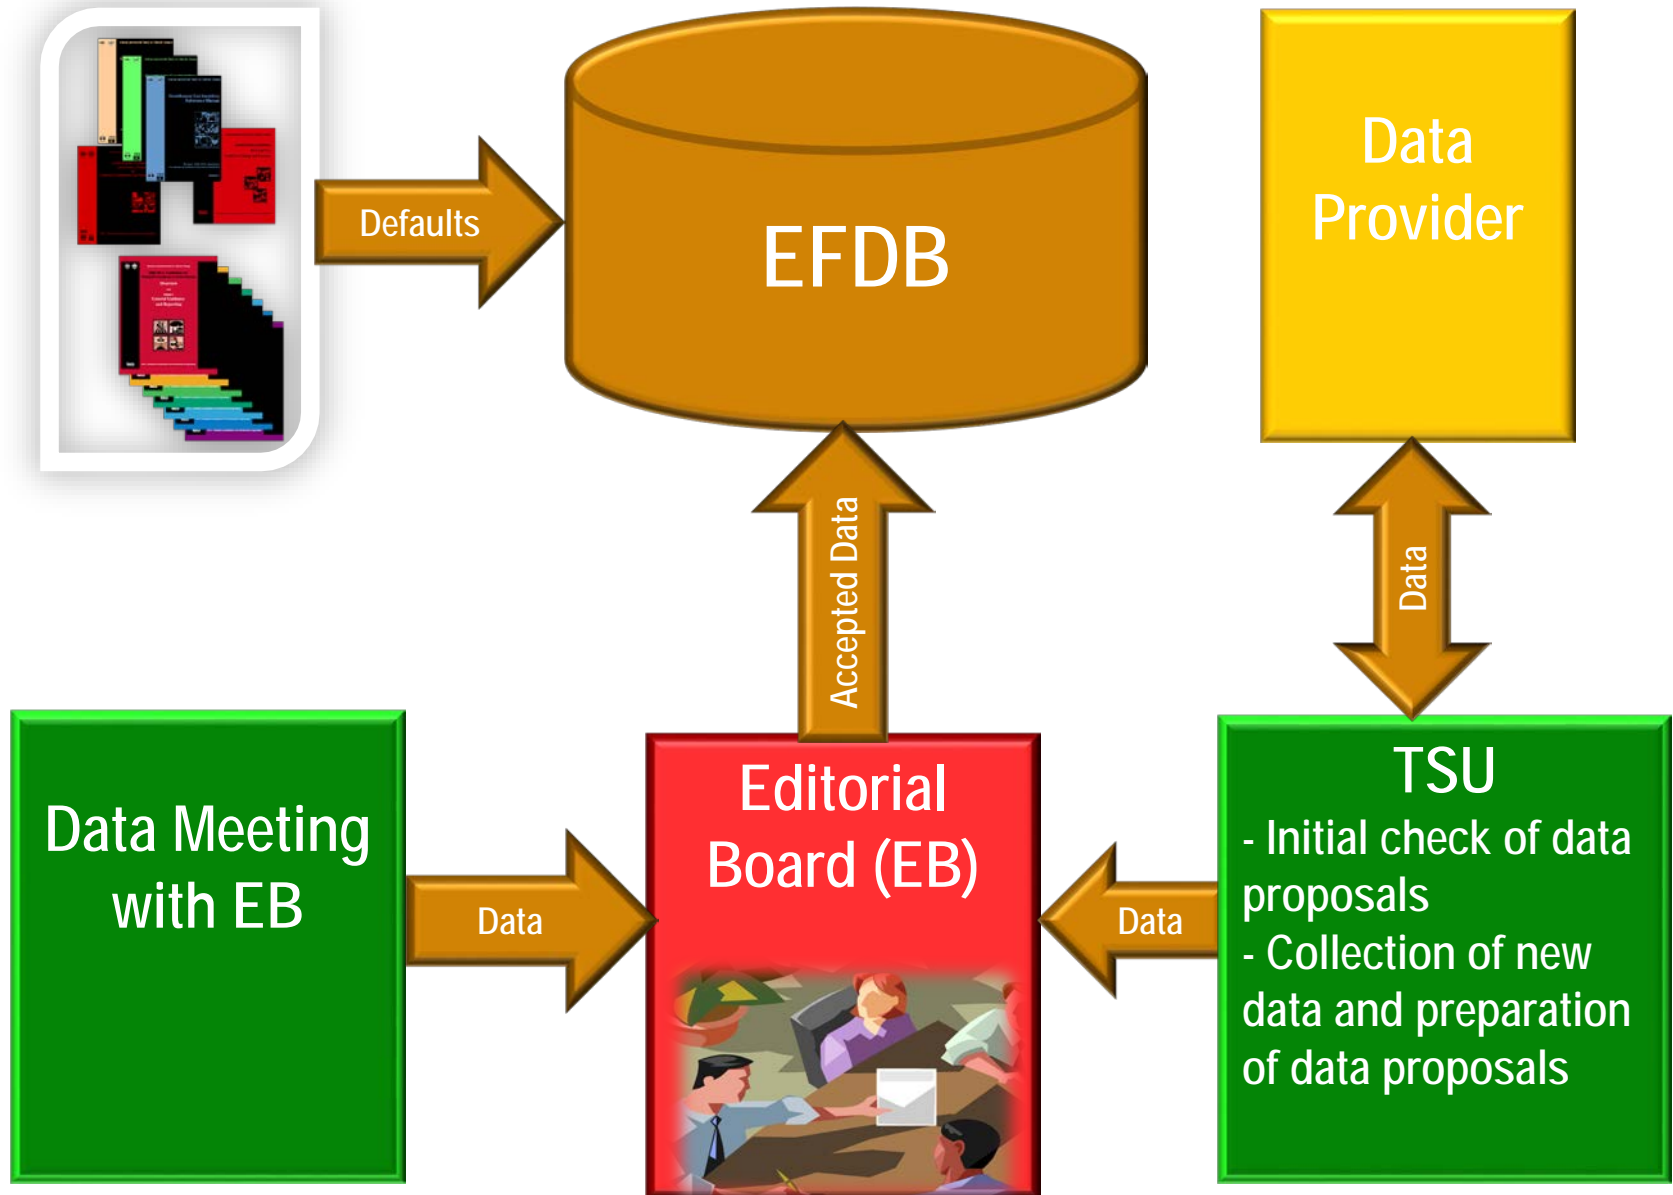 Defaults
EFDB
Data
Provider
Accepted Data
Data
Data Meeting
with EB
Data
Editorial
Board (EB)
Data
TSU
- Initial check of data
proposals
- Collection of new
data and preparation
of data proposals